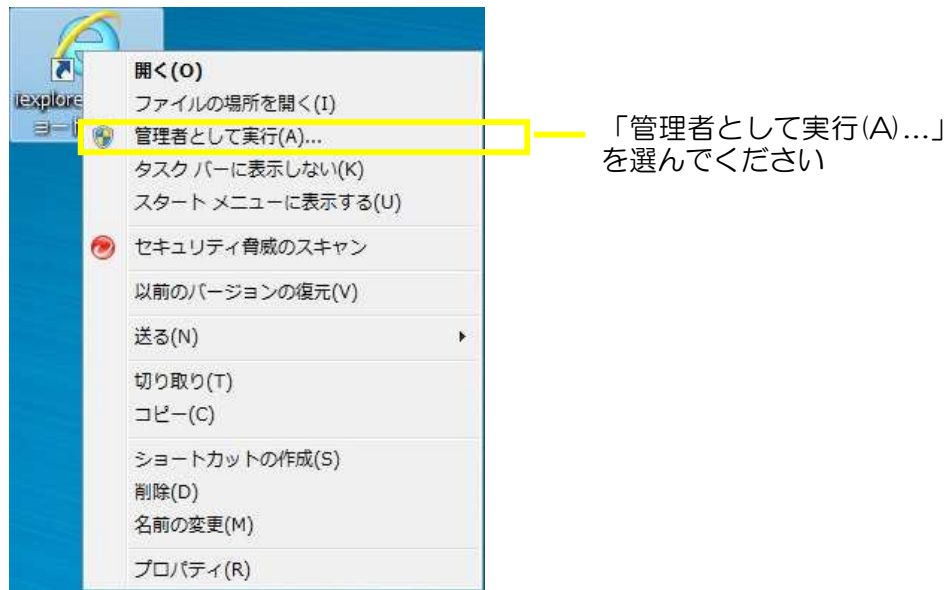 iexplore
ョー
開く(O)
ファイルの場所を開く(I)
管理者として実行(A)...
タスク バーに表示しない(K)
スタート メニューに表示する(U)
セキュリティ脅威のスキャン
以前のバージョンの復元(V)
送る(N)
切り取り(T)
コピー(C)
ショートカットの作成(S)
削除(D)
名前の変更(M)
プロパティ(R)
「管理者として実行(A)...」
を選んでください